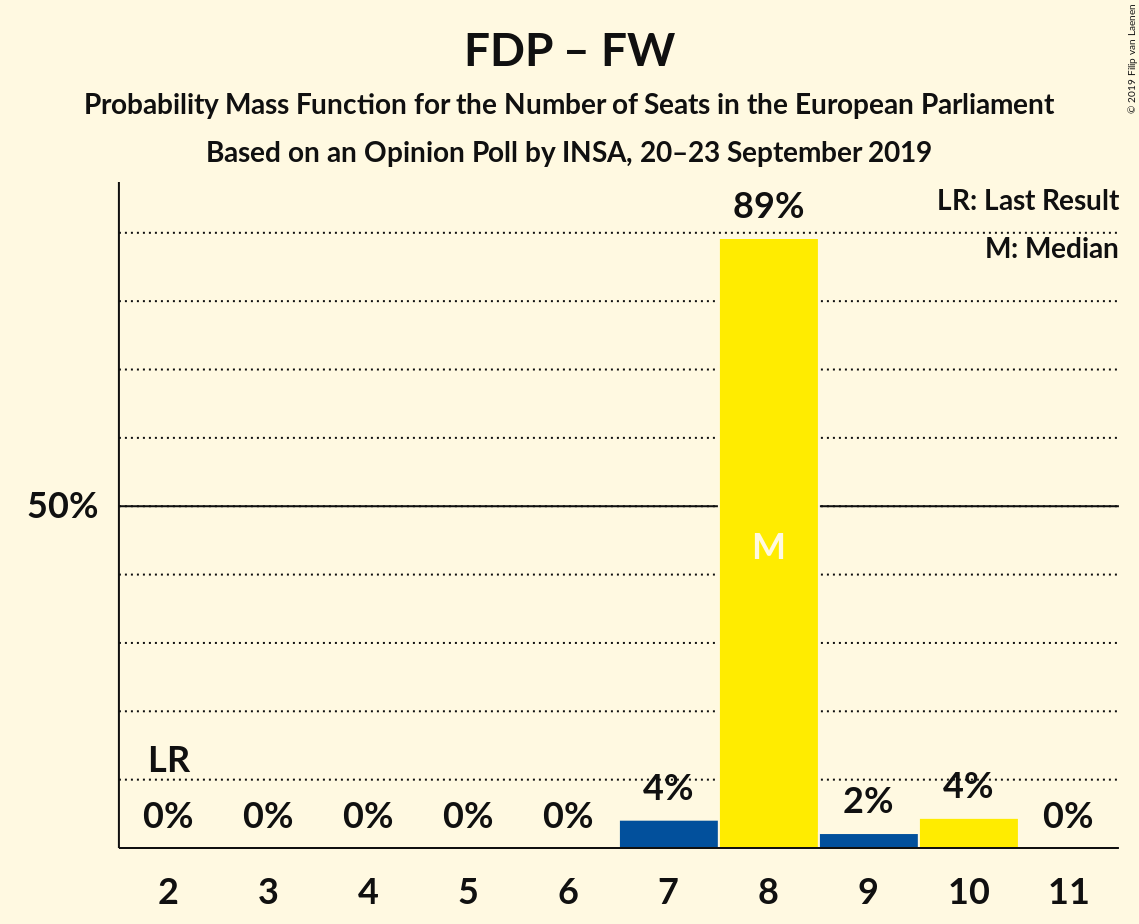 FDP – FW
Probability Mass Function for the Number of Seats in the European Parliament
Based on an Opinion Poll by INSA, 20–23 September 2019
© 2019 Filip van Laenen
LR: Last Result
M: Median
89%
50%
M
LR
0% 0% 0% 0% 0% 4% 2% 4% 0%
2 3 4 5 6 7 8 9 10 11